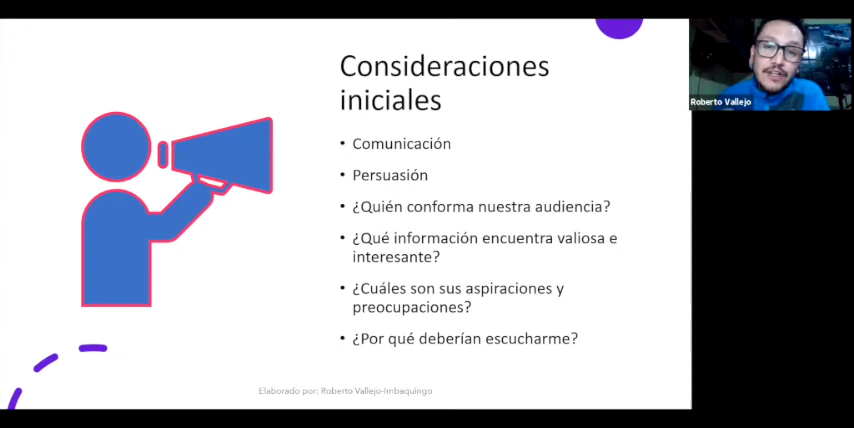 Consideraciones
iniciales
• Comunicación
• Persuasión
• ¿Quién conforma nuestra audiencia?
• ¿Qué información encuentra valiosa e
interesante?
• ¿Cuáles son sus aspiraciones y
preocupaciones?
• ¿Por qué deberían escucharme?
Elaborado por: Roberto Vallejo-Imbaquingo
Roberto Vallejo